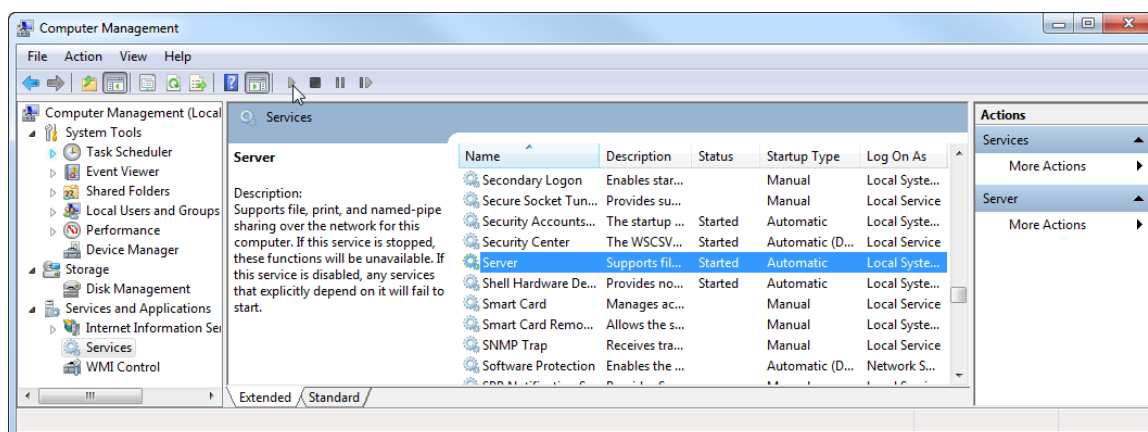 Computer Management
File Action View Help
Computer Management (Local
System Tools
Task Scheduler
Event Viewer
Shared Folders
Local Users and Groups
Performance
Device Manager
Storage
Disk Management
Services and Applications
Internet Information Ser
Services
WMI Control
Services
Server
Description:
Supports file, print, and named-pipe
sharing over the network for this
computer. If this service is stopped,
these functions will be unavailable. If
this service is disabled, any services
that explicitly depend on it will fail to
start.
Name Description Status Startup Type Log On As
Secondary Logon Enables star... Manual Local Syste...
Secure Socket Tun... Provides su... Manual Local Service
Security Accounts... The startup ... Started Automatic Local Syste...
Security Center The WSCSV... Started Automatic (D... Local Service
Server Supports fil... Started Automatic Local Syste...
Shell Hardware De... Provides no... Started Automatic Local Syste...
Smart Card Manages ac... Manual Local Service
Smart Card Remo... Allows the s... Manual Local Syste...
SNMP Trap Receives tra... Manual Local Service
Software Protection Enables the ... Automatic (D... Network S...
Extended Standard
Actions
Services
More Actions
Server
More Actions